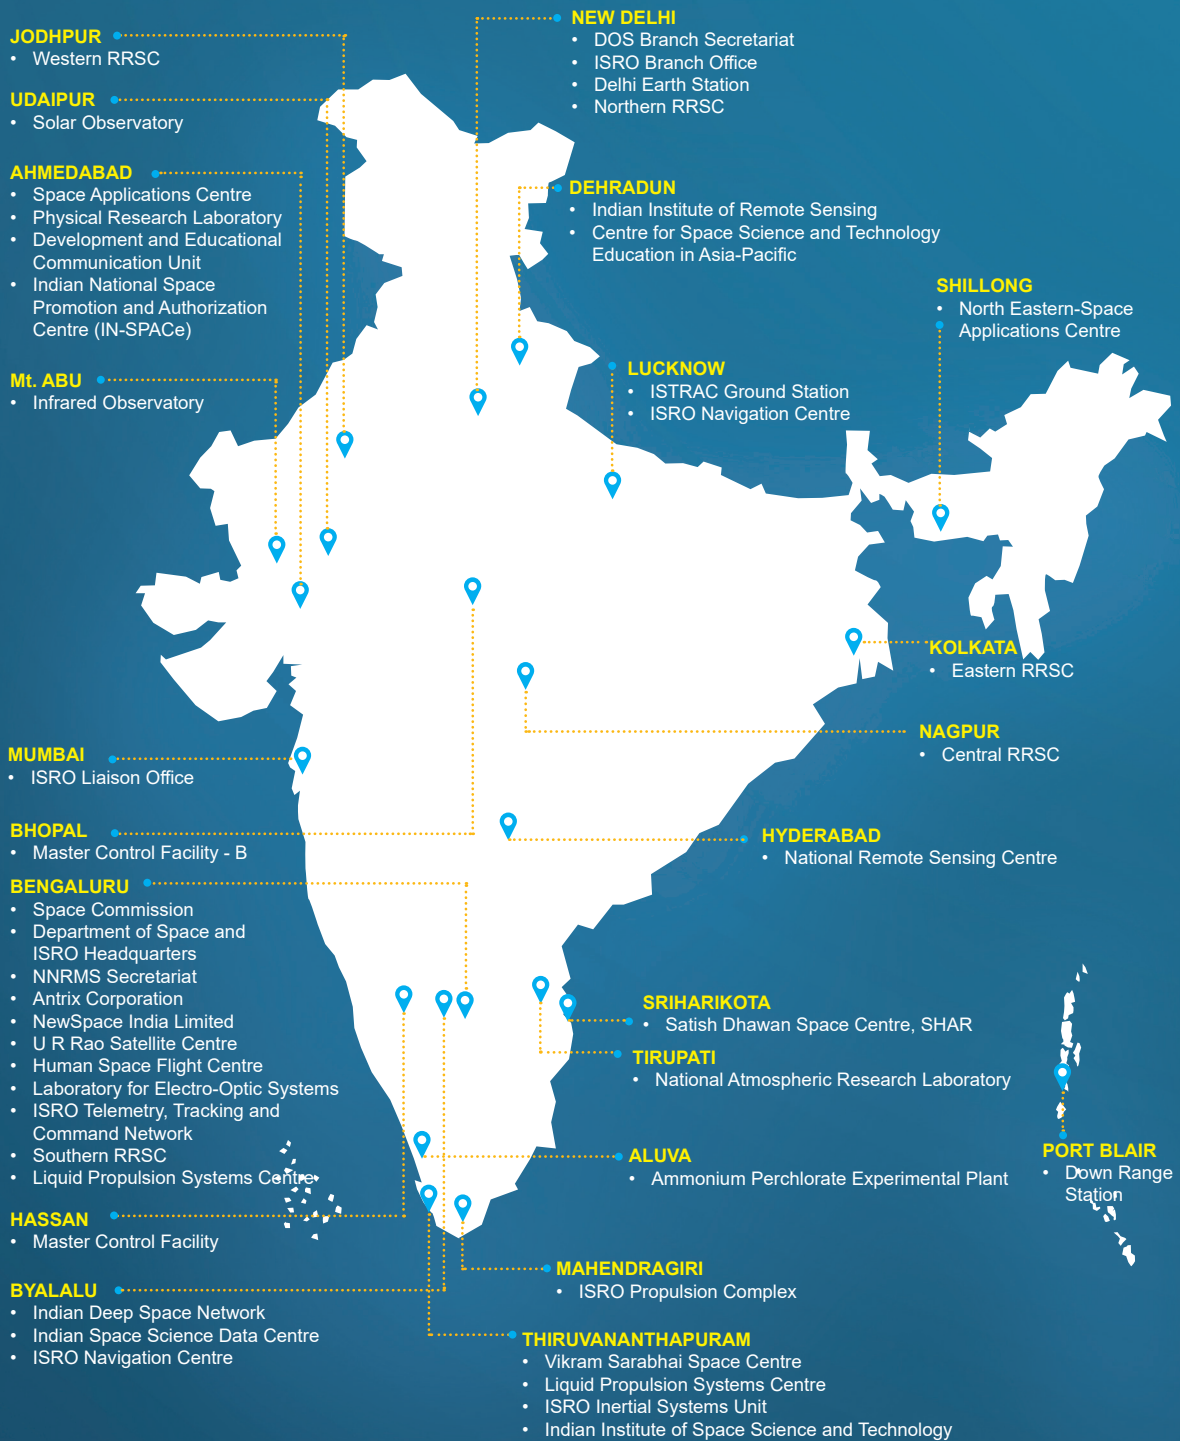 JODHPUR
• Western RRSC
UDAIPUR
• Solar Observatory
AHMEDABAD
• Space Applications Centre
• Physical Research Laboratory
• Development and Educational
Communication Unit
• Indian National Space
Promotion and Authorization
Centre (IN-SPACe)
Mt. ABU
• Infrared Observatory
NEW DELHI
• DOS Branch Secretariat
• ISRO Branch Office
• Delhi Earth Station
• Northern RRSC
DEHRADUN
• Indian Institute of Remote Sensing
• Centre for Space Science and Technology
Education in Asia-Pacific
SHILLONG
• North Eastern-Space
Applications Centre
LUCKNOW
• ISTRAC Ground Station
• ISRO Navigation Centre
KOLKATA
• Eastern RRSC
NAGPUR
• Central RRSC
MUMBAI
• ISRO Liaison Office
BHOPAL
• Master Control Facility - B
HYDERABAD
• National Remote Sensing Centre
BENGALURU
• Space Commission
• Department of Space and
ISRO Headquarters
• NNRMS Secretariat
• Antrix Corporation
• NewSpace India Limited
• U R Rao Satellite Centre
• Human Space Flight Centre
• Laboratory for Electro-Optic Systems
• ISRO Telemetry, Tracking and
Command Network
• Southern RRSC
• Liquid Propulsion Systems Centre
SRIHARIKOTA
• Satish Dhawan Space Centre, SHAR
TIRUPATI
• National Atmospheric Research Laboratory
ALUVA
• Ammonium Perchlorate Experimental Plant
PORT BLAIR
• Down Range
Station
HASSAN
• Master Control Facility
BYALALU
• Indian Deep Space Network
• Indian Space Science Data Centre
• ISRO Navigation Centre
MAHENDRAGIRI
• ISRO Propulsion Complex
THIRUVANANTHAPURAM
• Vikram Sarabhai Space Centre
• Liquid Propulsion Systems Centre
• ISRO Inertial Systems Unit
• Indian Institute of Space Science and Technology